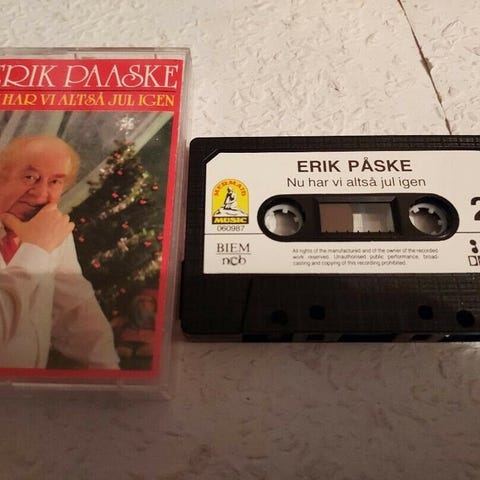 ERIK PAASKE
HAR VI ALTSÅ JUL IGEN
ERIK PÅSKE
Nu har vi altså jul igen
MERMAID
MUSIC
060987
2
BIEM
ncb
All rights of the manufactured and of the owner of the recorded
work reserved. Unauthorised public performance, broad-
casting and copying of this recording prohibited.